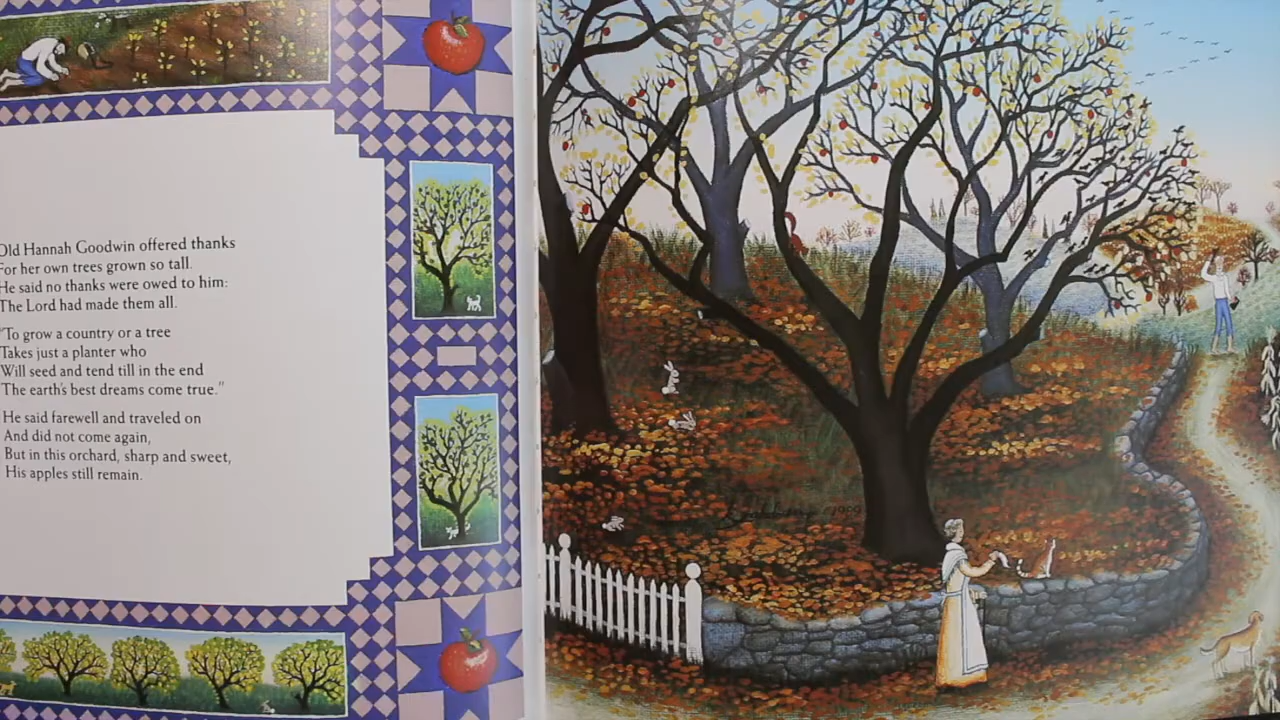 Old Hannah Goodwin offered thanks
For her own trees grown so tall.
He said no thanks were owed to him:
The Lord had made them all.
"To grow a country or a tree
Takes just a planter who
Will seed and tend till in the end
The earth's best dreams come true."
He said farewell and traveled on
And did not come again,
But in this orchard, sharp and sweet,
His apples still remain.